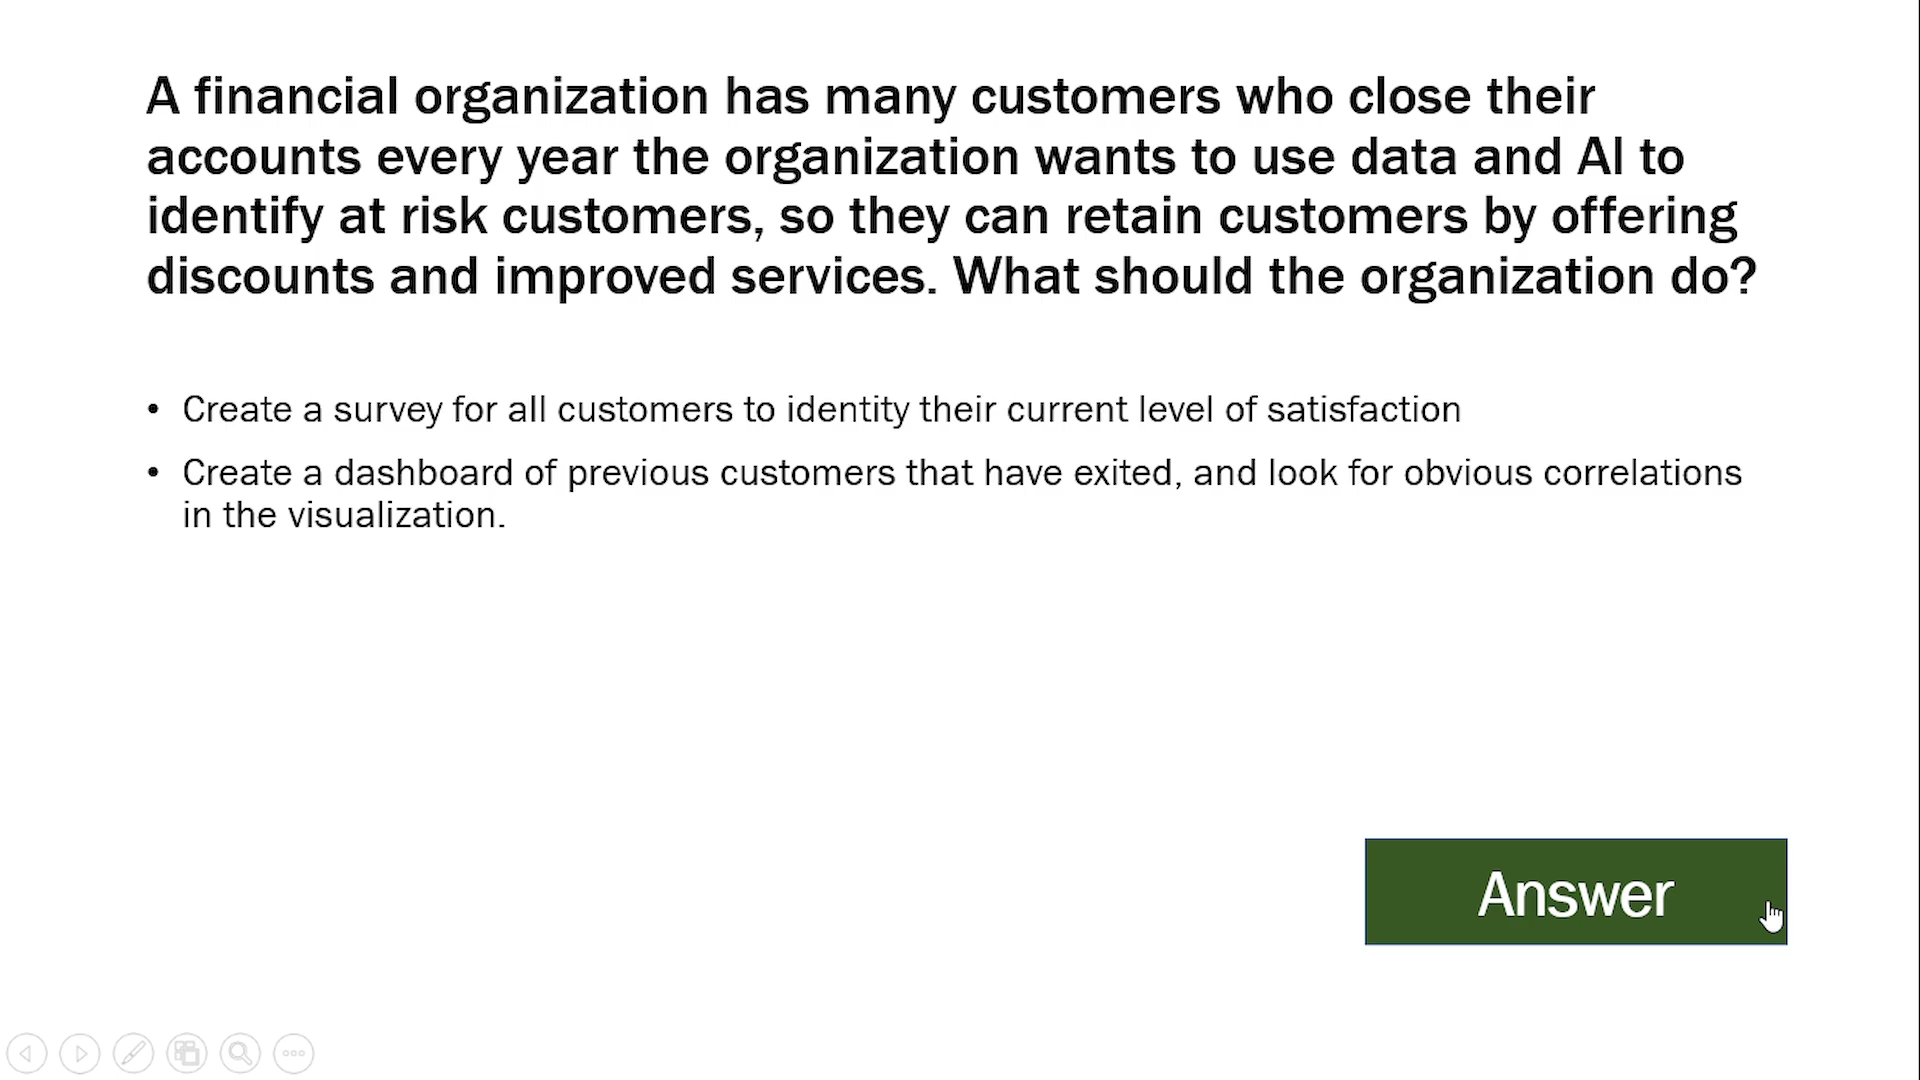 A financial organization has many customers who close their
accounts every year the organization wants to use data and AI to
identify at risk customers, so they can retain customers by offering
discounts and improved services. What should the organization do?
• Create a survey for all customers to identity their current level of satisfaction
• Create a dashboard of previous customers that have exited, and look for obvious correlations
in the visualization.
Answer